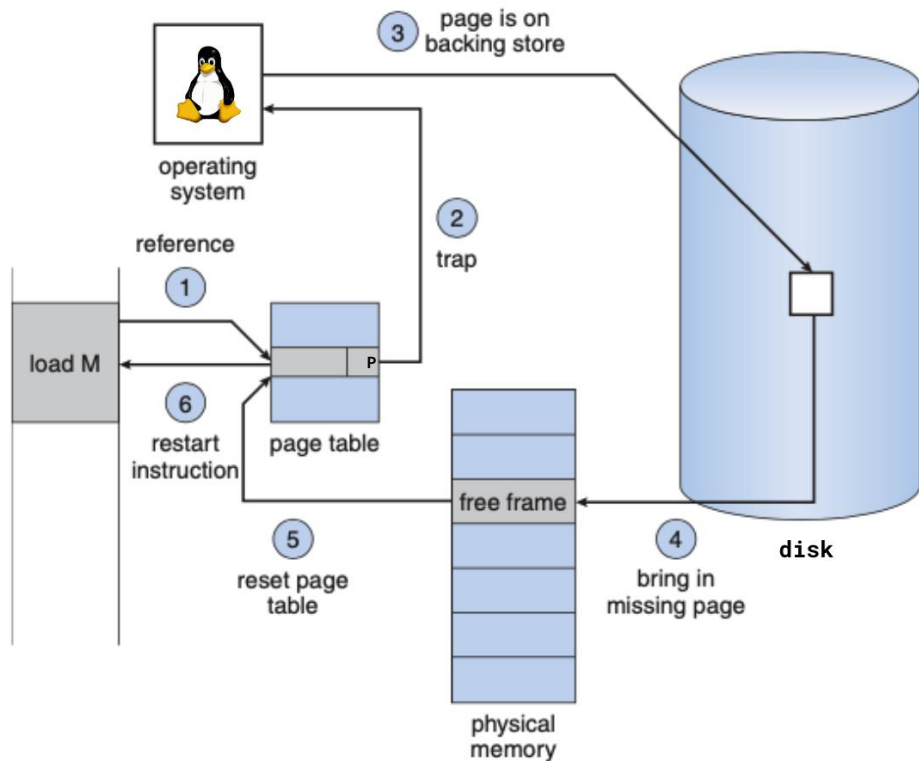 3
page is on
backing store
operating
system
2
trap
reference
1
load M
P
6
restart
instruction
page table
free frame
5
reset page
table
4
bring in
missing page
disk
physical
memory